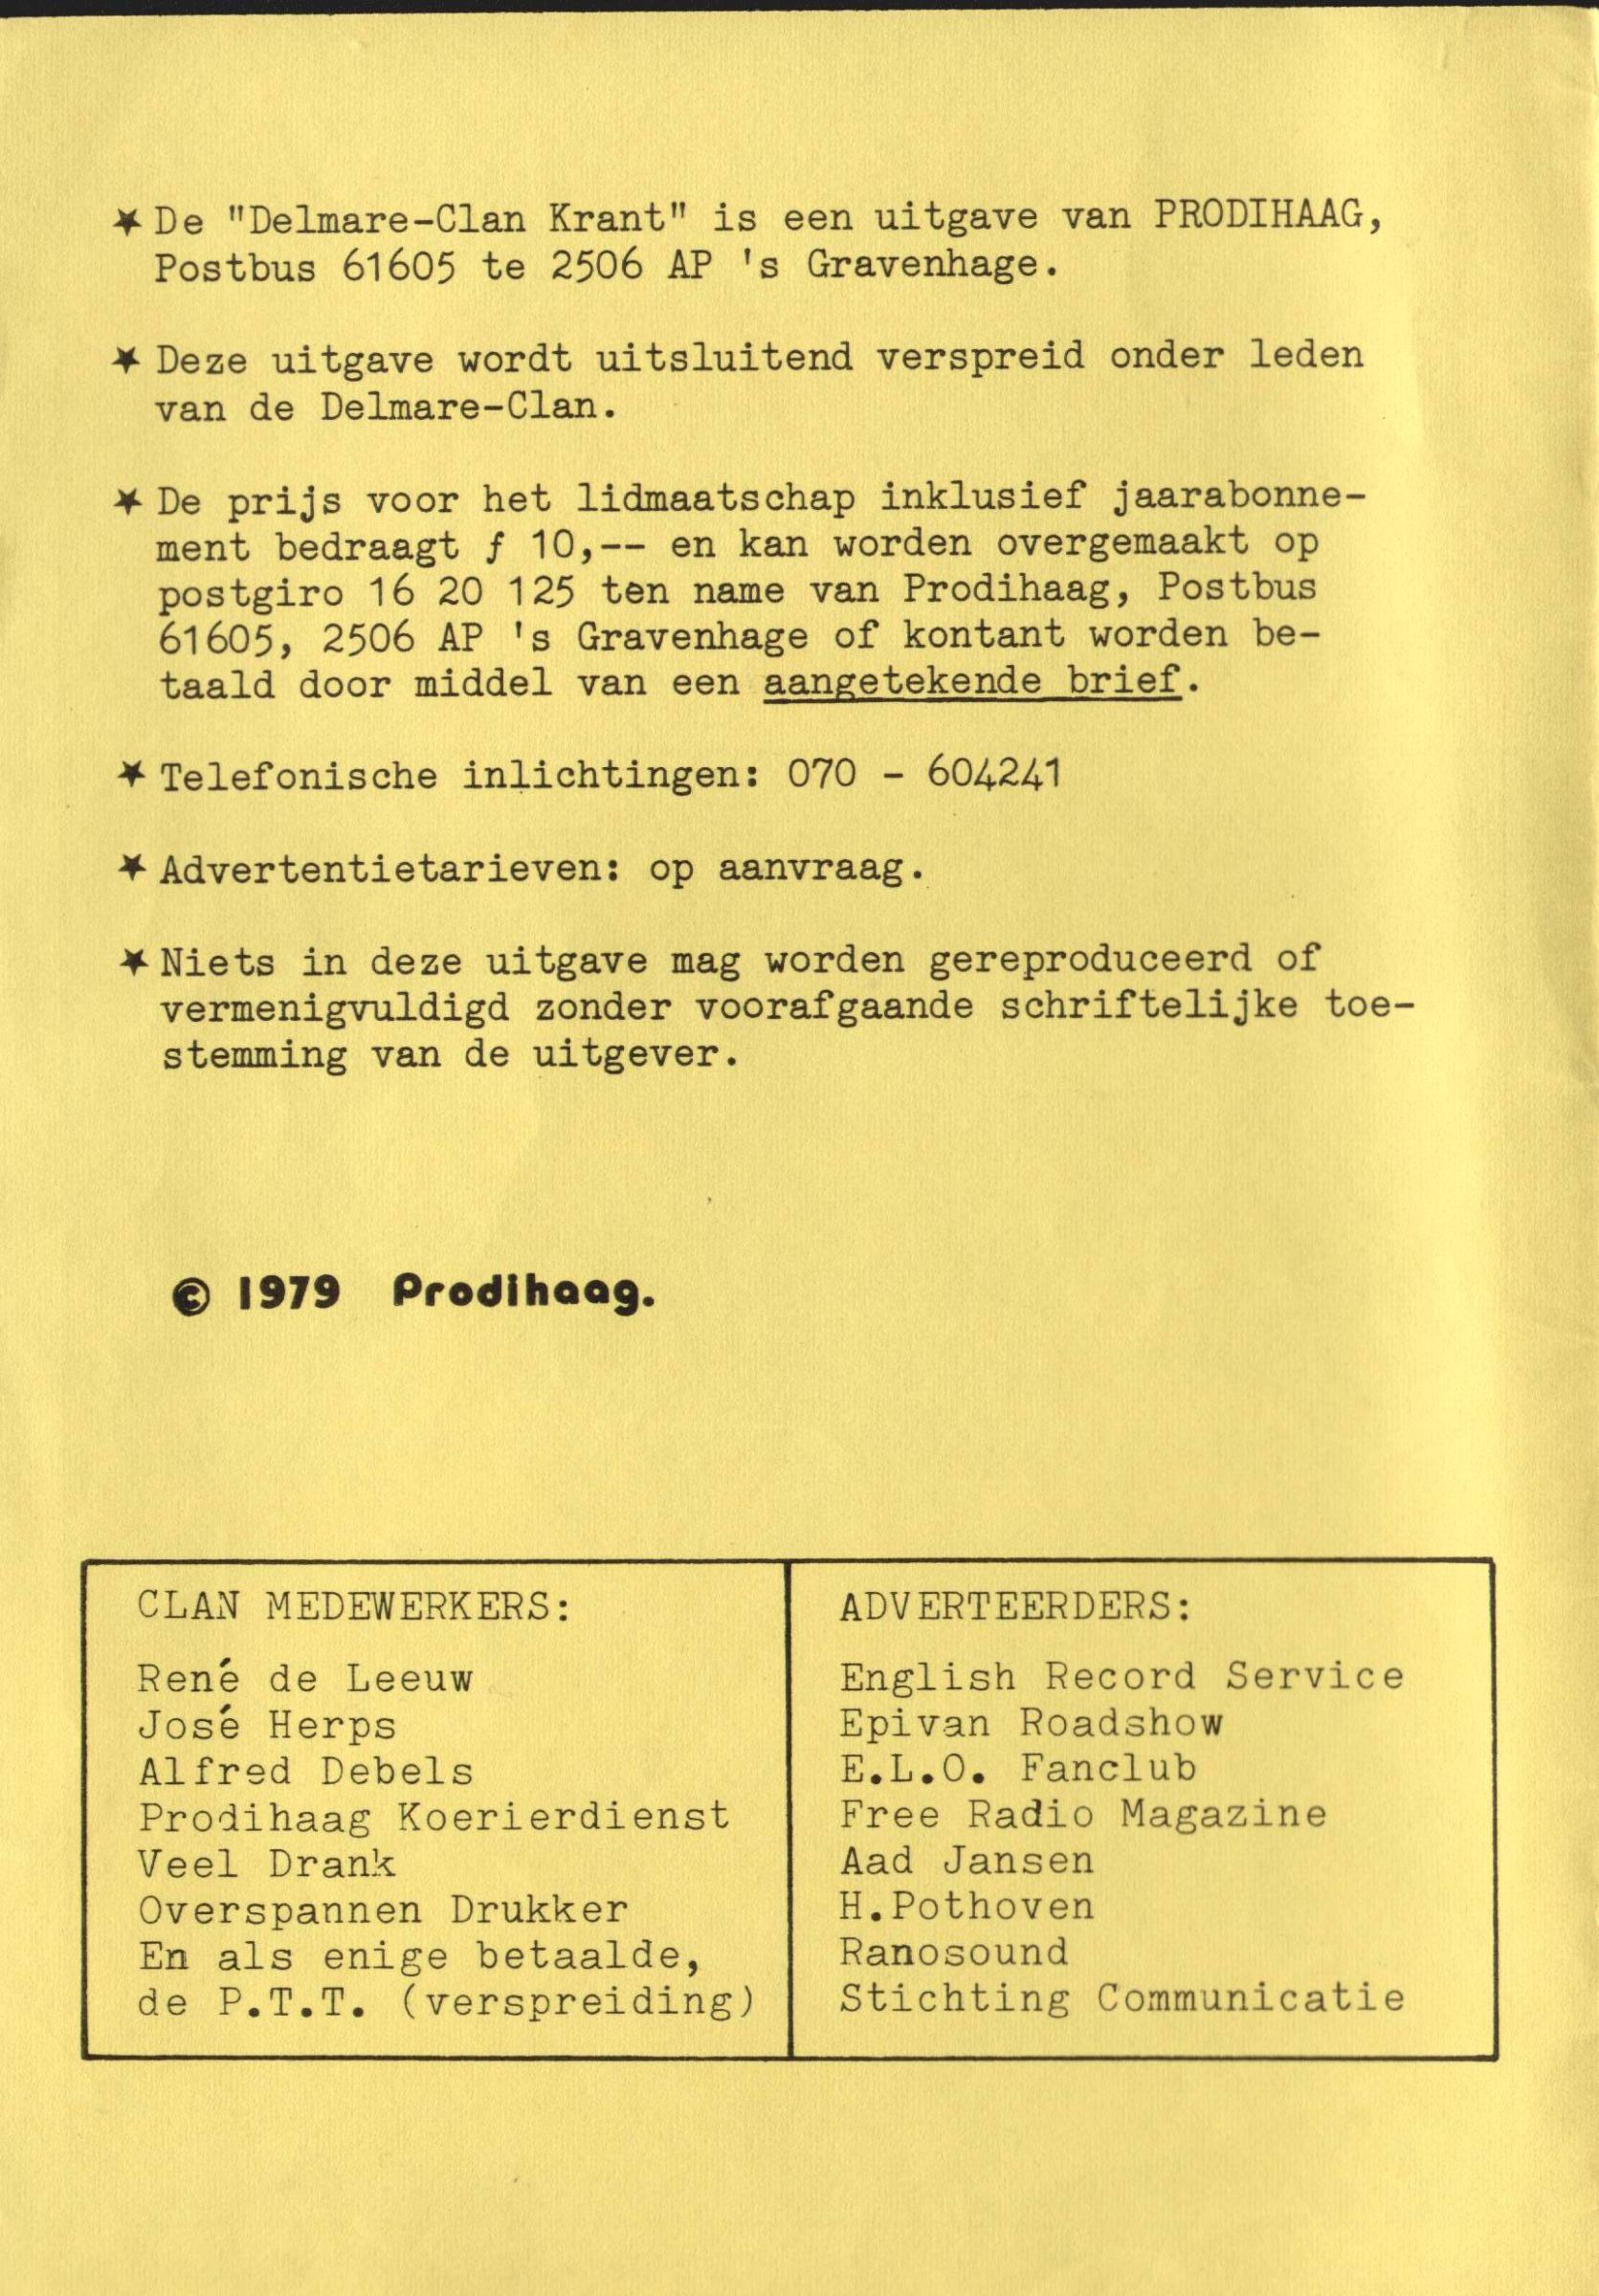 ★ De "Delmare-Clan Krant" is een uitgave van PRODIHAAG,
Postbus 61605 te 2506 AP 's Gravenhage.
★ Deze uitgave wordt uitsluitend verspreid onder leden
van de Delmare-Clan.
★ De prijs voor het lidmaatschap inklusief jaarabonne-
ment bedraagt ƒ 10,-- en kan worden overgemaakt op
postgiro 16 20 125 ten name van Prodihaag, Postbus
61605, 2506 AP 's Gravenhage of kontant worden be-
taald door middel van een aangetekende brief.
★ Telefonische inlichtingen: 070 - 604241
★ Advertentietarieven: op aanvraag.
★ Niets in deze uitgave mag worden gereproduceerd of
vermenigvuldigd zonder voorafgaande schriftelijke toe-
stemming van de uitgever.
© 1979 Prodihaag.
CLAN MEDEWERKERS:
René de Leeuw
José Herps
Alfred Debels
Prodihaag Koerierdienst
Veel Drank
Overspannen Drukker
En als enige betaalde,
de P.T.T. (verspreiding)
ADVERTEERDERS:
English Record Service
Epivan Roadshow
E.L.O. Fanclub
Free Radio Magazine
Aad Jansen
H.Pothoven
Ranosound
Stichting Communicatie